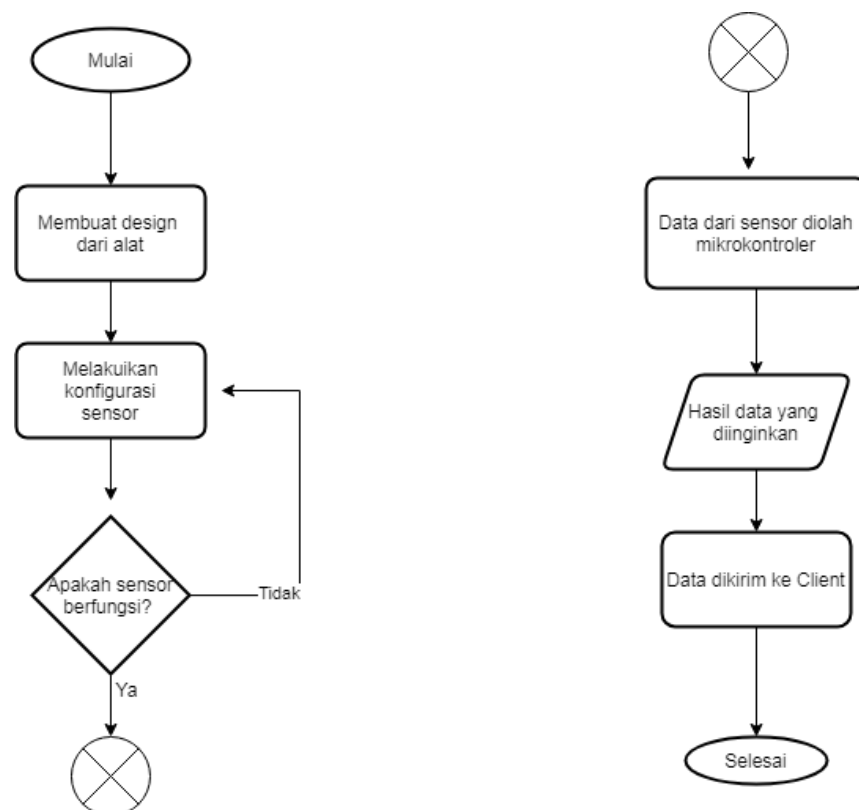 Mulai
Membuat design
dari alat
Melakuikan
konfigurasi
sensor
Apakah sensor
berfungsi?
Tidak
Ya
Data dari sensor diolah
mikrokontroler
Hasil data yang
diinginkan
Data dikirim ke Client
Selesai